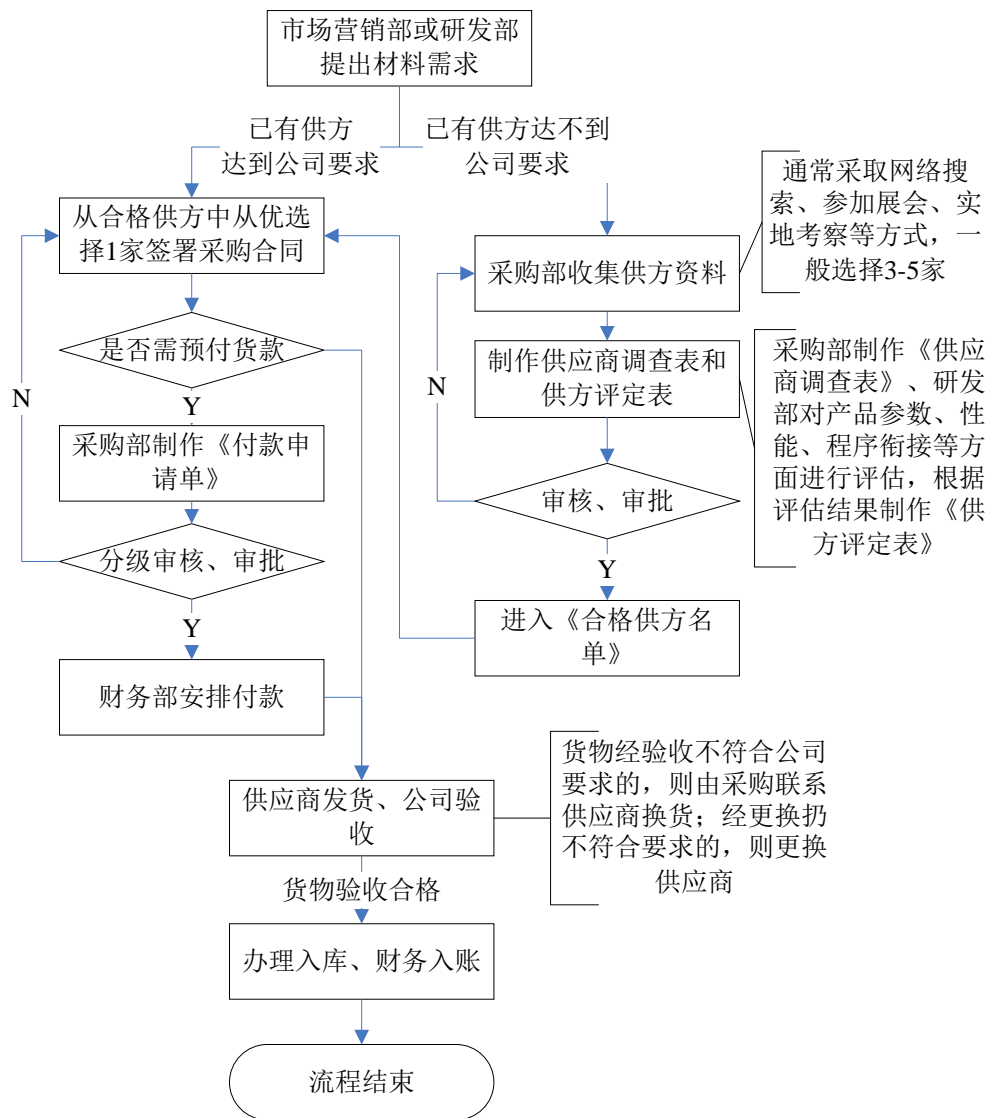 市场营销部或研发部
提出材料需求
已有供方
达到公司要求
已有供方达不到
公司要求
从合格供方中从优选
择1家签署采购合同
通常采取网络搜
索、参加展会、实
地考察等方式，一
般选择3-5家
采购部收集供方资料
是否需预付货款
制作供应商调查表和
供方评定表
采购部制作《供应
商调查表》、研发
部对产品参数、性
能、程序衔接等方
面进行评估，根据
评估结果制作《供
方评定表》
N
Y
N
采购部制作《付款申
请单》
审核、审批
分级审核、审批
Y
Y
进入《合格供方名
单》
财务部安排付款
货物经验收不符合公司
要求的，则由采购联系
供应商换货；经更换扔
不符合要求的，则更换
供应商
供应商发货、公司验
收
货物验收合格
办理入库、财务入账
流程结束